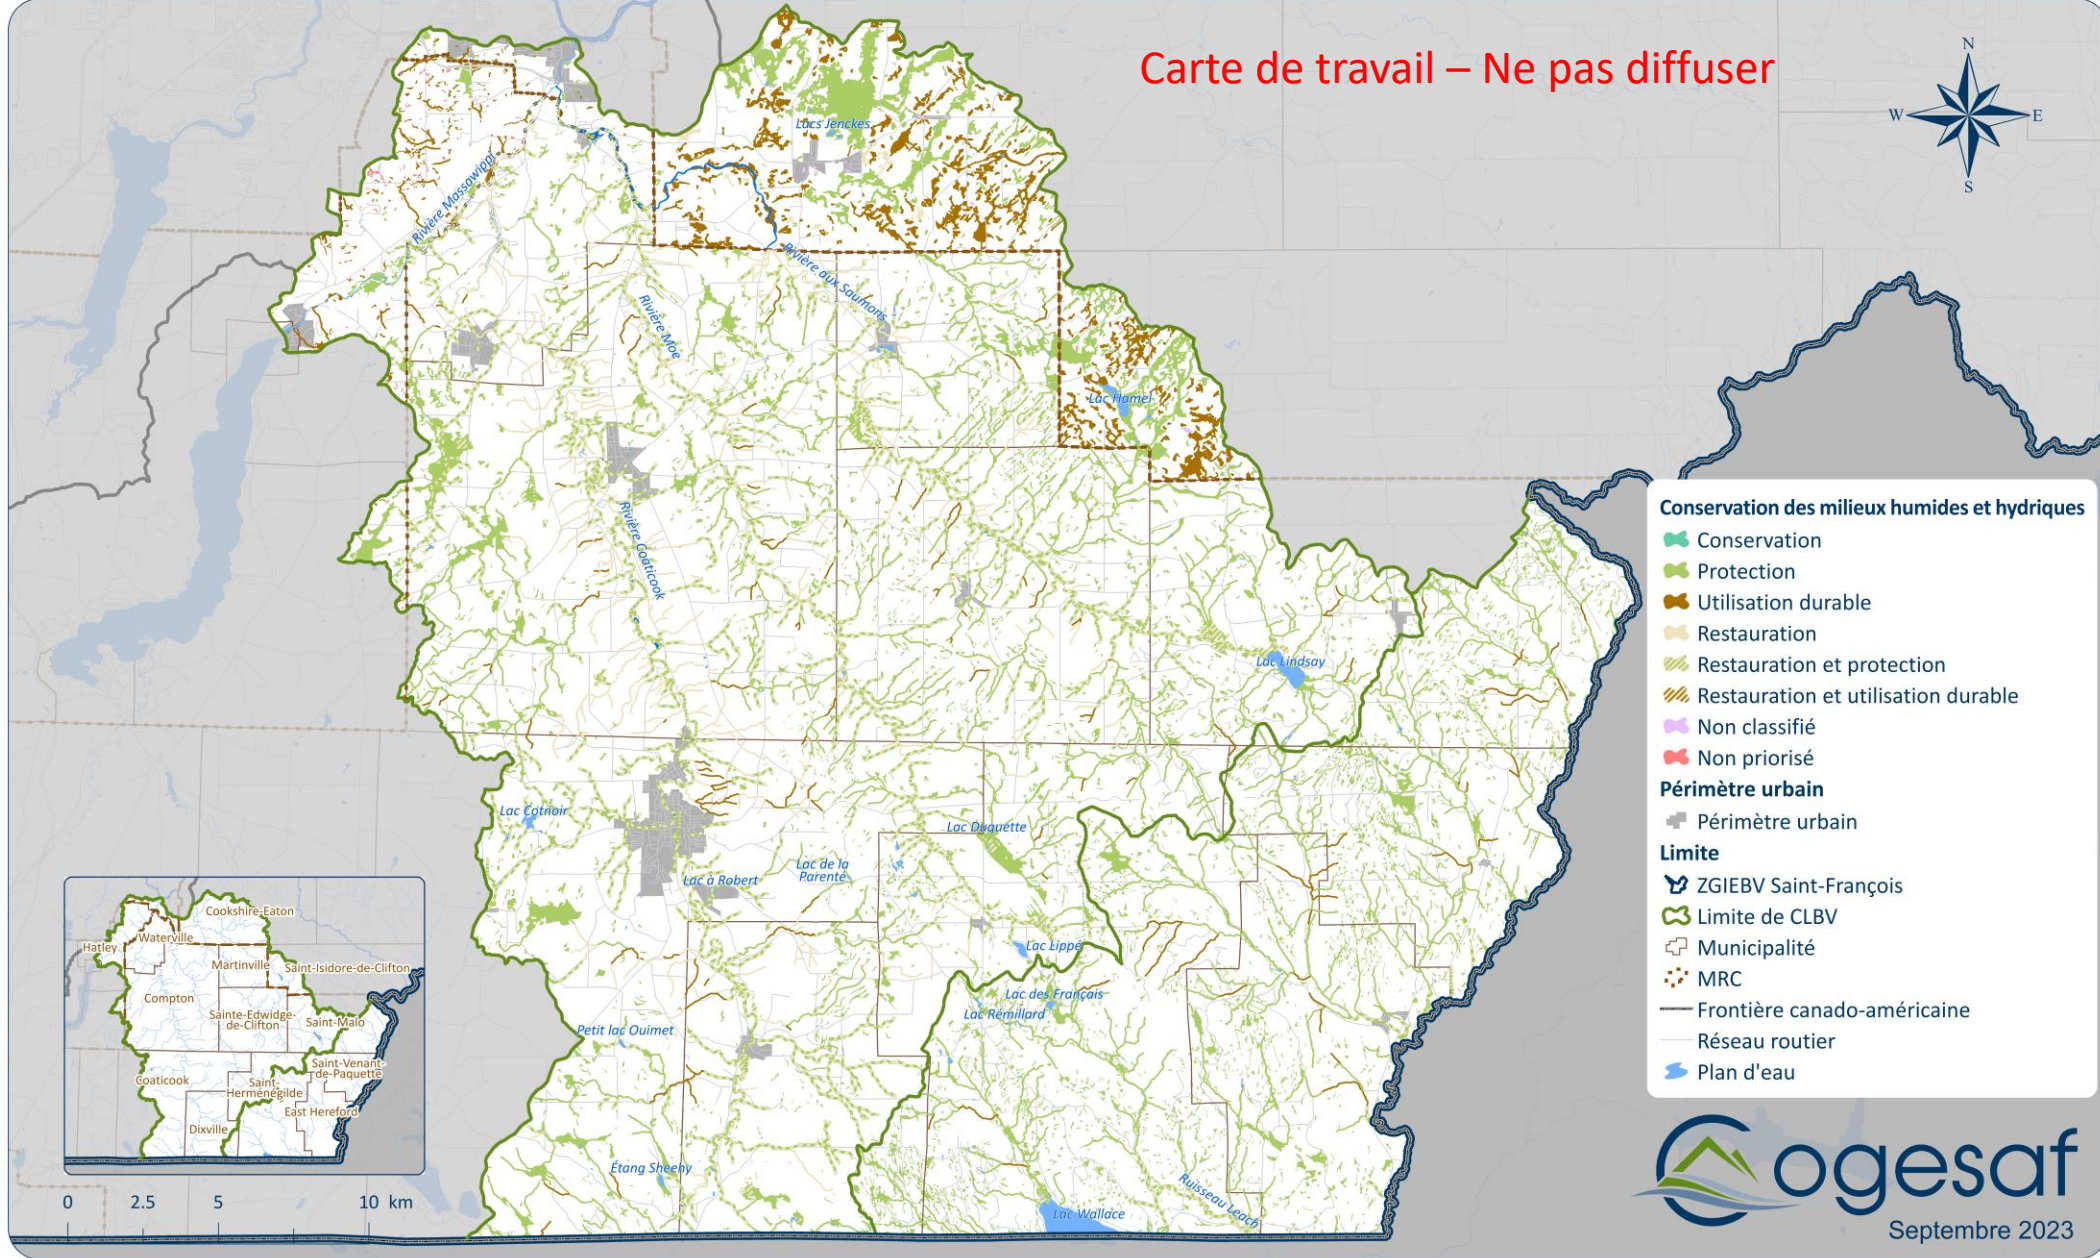 Carte de travail – Ne pas diffuser
N
W
E
S
Lacs Jenckes
Rivière Massawippi
Rivière aux Saumons
Rivière Moe
Lac Hamel
Rivière Coaticook
Lac Lindsay
Lac Cotnoir
Lac Duquette
Lac de la
Parenté
Lac à Robert
Lac Lippé
Lac des Français
Lac Rémillard
Petit lac Ouimet
Étang Sheehy
Ruisseau Leach
Lac Wallace
Conservation des milieux humides et hydriques
Conservation
Protection
Utilisation durable
Restauration
Restauration et protection
Restauration et utilisation durable
Non classifié
Non priorisé
Périmètre urbain
Périmètre urbain
Limite
ZGIEBV Saint-François
Limite de CLBV
Municipalité
MRC
Frontière canado-américaine
Réseau routier
Plan d'eau
Cookshire-Eaton
Waterville
Hatley
Martinville
Saint-Isidore-de-Clifton
Compton
Sainte-Edwidge-
de-Clifton
Saint-Malo
Saint-Venant-
de-Paquette
Coaticook
Saint-
Herménégilde
East Hereford
Dixville
0 2.5 5 10 km
Cogesaf
Septembre 2023